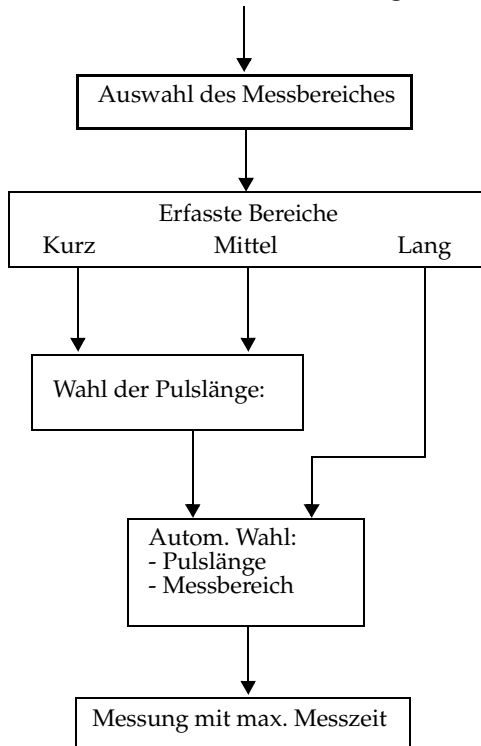 Auswahl des Messbereiches
Erfasste Bereiche
Kurz Mittel Lang
Wahl der Pulslänge:
Autom. Wahl:
- Pulslänge
- Messbereich
Messung mit max. Messzeit